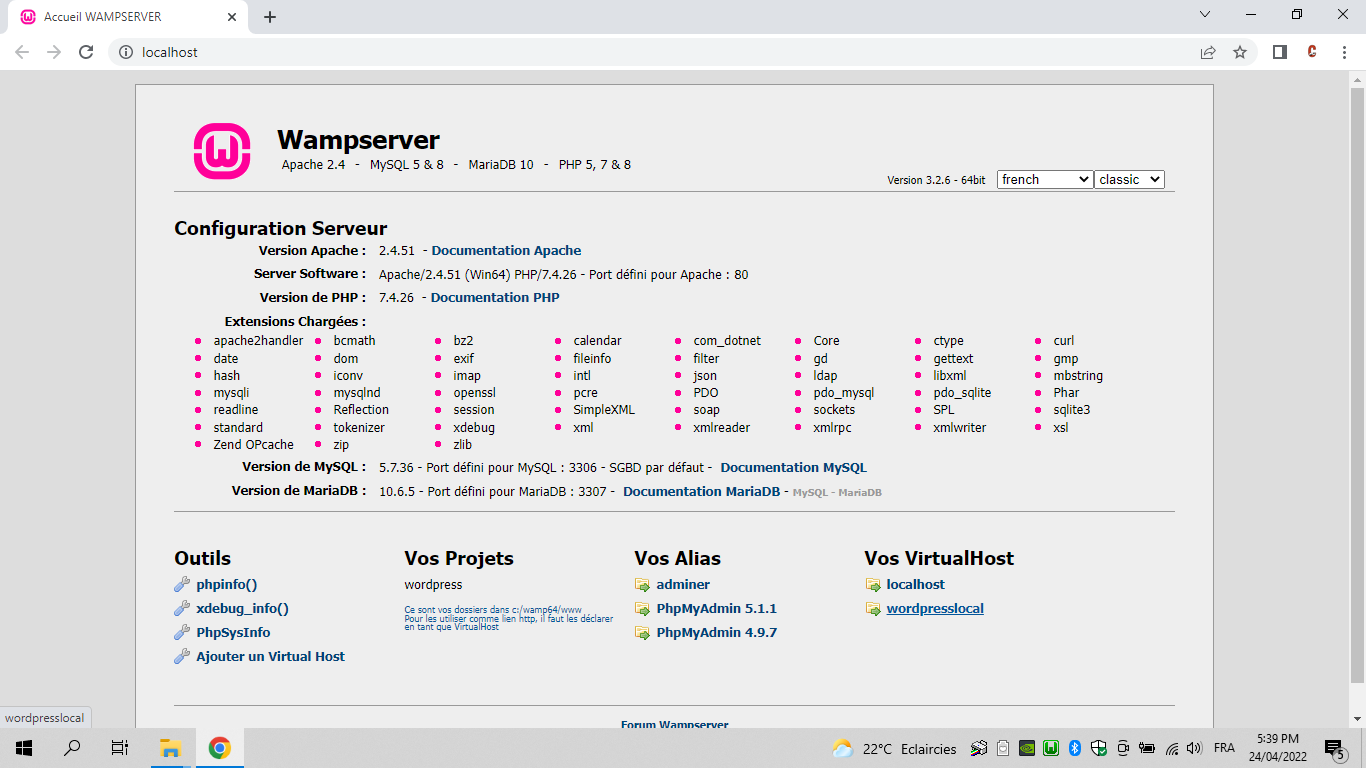 Accueil WAMPSERVER
localhost
Wampserver
Apache 2.4 - MySQL 5 & 8 - MariaDB 10 - PHP 5, 7 & 8
Version 3.2.6 - 64bit french classic
Configuration Serveur
Version Apache : 2.4.51 - Documentation Apache
Server Software : Apache/2.4.51 (Win64) PHP/7.4.26 - Port défini pour Apache : 80
Version de PHP : 7.4.26 - Documentation PHP
Extensions Chargées :
apache2handler bcmath bz2 calendar com_dotnet Core ctype curl
date dom exif fileinfo filter gd gettext gmp
hash iconv imap intl json ldap libxml mbstring
mysqli mysqlnd openssl pcre PDO pdo_mysql pdo_sqlite Phar
readline Reflection session SimpleXML soap sockets SPL sqlite3
standard tokenizer xdebug xml xmlreader xmlrpc xmlwriter xsl
Zend OPcache zip zlib
Version de MySQL : 5.7.36 - Port défini pour MySQL : 3306 - SGBD par défaut - Documentation MySQL
Version de MariaDB : 10.6.5 - Port défini pour MariaDB : 3307 - Documentation MariaDB - MySQL - MariaDB
Outils
phpinfo()
xdebug_info()
PhpSysInfo
Ajouter un Virtual Host
Vos Projets
wordpress
Ce sont vos dossiers dans c:/wamp64/www
Pour les utiliser comme lien http, il faut les déclarer
en tant que VirtualHost
Vos Alias
adminer
PhpMyAdmin 5.1.1
PhpMyAdmin 4.9.7
Vos VirtualHost
localhost
wordpresslocal
Forum Wampserver
wordpresslocal
22°C Eclaircies FRA
5:39 PM
24/04/2022
5